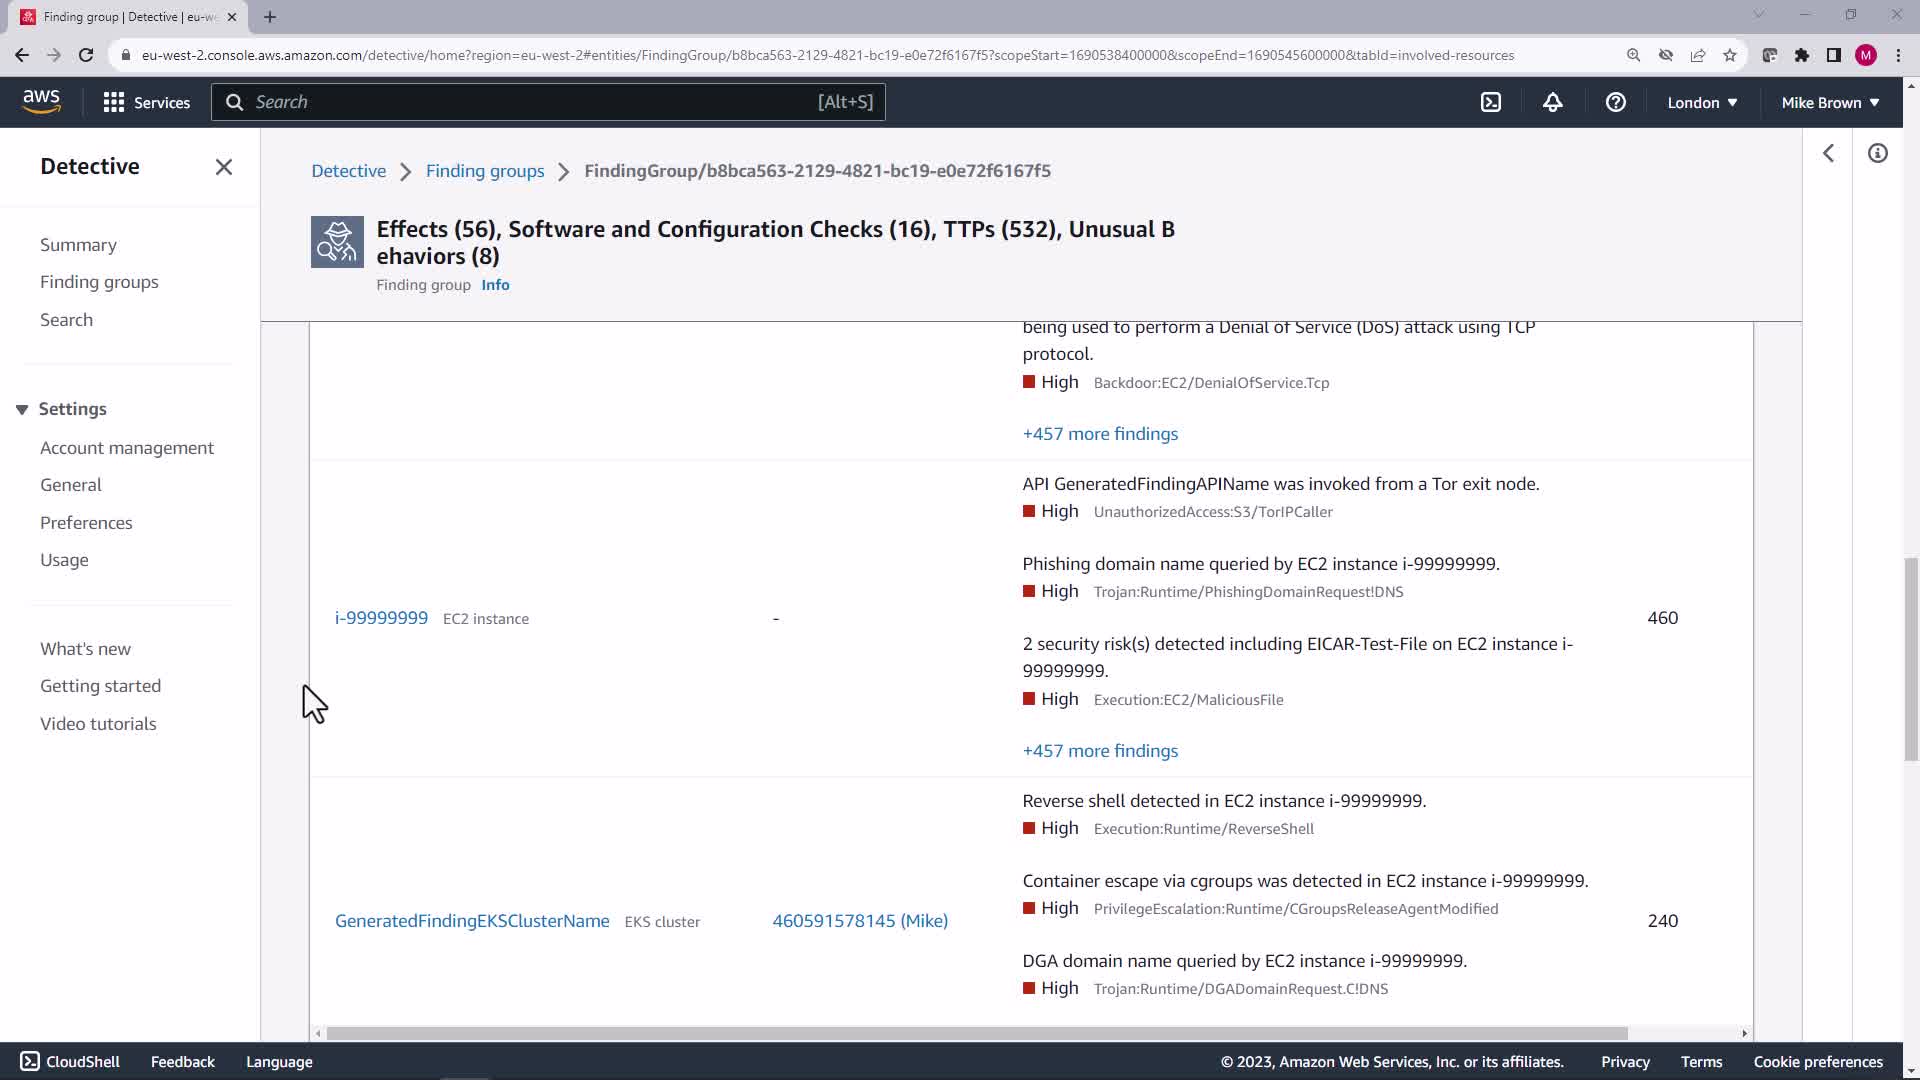 Finding group | Detective | eu-we
eu-west-2.console.aws.amazon.com/detective/home?region=eu-west-2#entities/FindingGroup/b8bca563-2129-4821-bc19-e0e72f6167f5?scopeStart=1690538400000&scopeEnd=1690545600000&tabId=involved-resources
M
aws
Services
Search
[Alt+S]
London
Mike Brown
Detective
Summary
Finding groups
Search
Settings
Account management
General
Preferences
Usage
What's new
Getting started
Video tutorials
Detective > Finding groups > FindingGroup/b8bca563-2129-4821-bc19-e0e72f6167f5
Effects (56), Software and Configuration Checks (16), TTPs (532), Unusual B
ehaviors (8)
Finding group Info
being used to perform a Denial of Service (DoS) attack using TCP
protocol.
High Backdoor:EC2/DenialOfService.Tcp
+457 more findings
API GeneratedFindingAPIName was invoked from a Tor exit node.
High UnauthorizedAccess:S3/TorIPCaller
Phishing domain name queried by EC2 instance i-99999999.
High Trojan:Runtime/PhishingDomainRequest!DNS
i-99999999 EC2 instance - 460
2 security risk(s) detected including EICAR-Test-File on EC2 instance i-
99999999.
High Execution:EC2/MaliciousFile
+457 more findings
Reverse shell detected in EC2 instance i-99999999.
High Execution:Runtime/ReverseShell
Container escape via cgroups was detected in EC2 instance i-99999999.
High PrivilegeEscalation:Runtime/CGroupsReleaseAgentModified
GeneratedFindingEKSClusterName EKS cluster 460591578145 (Mike) 240
DGA domain name queried by EC2 instance i-99999999.
High Trojan:Runtime/DGADomainRequest.C!DNS
CloudShell Feedback Language © 2023, Amazon Web Services, Inc. or its affiliates. Privacy Terms Cookie preferences